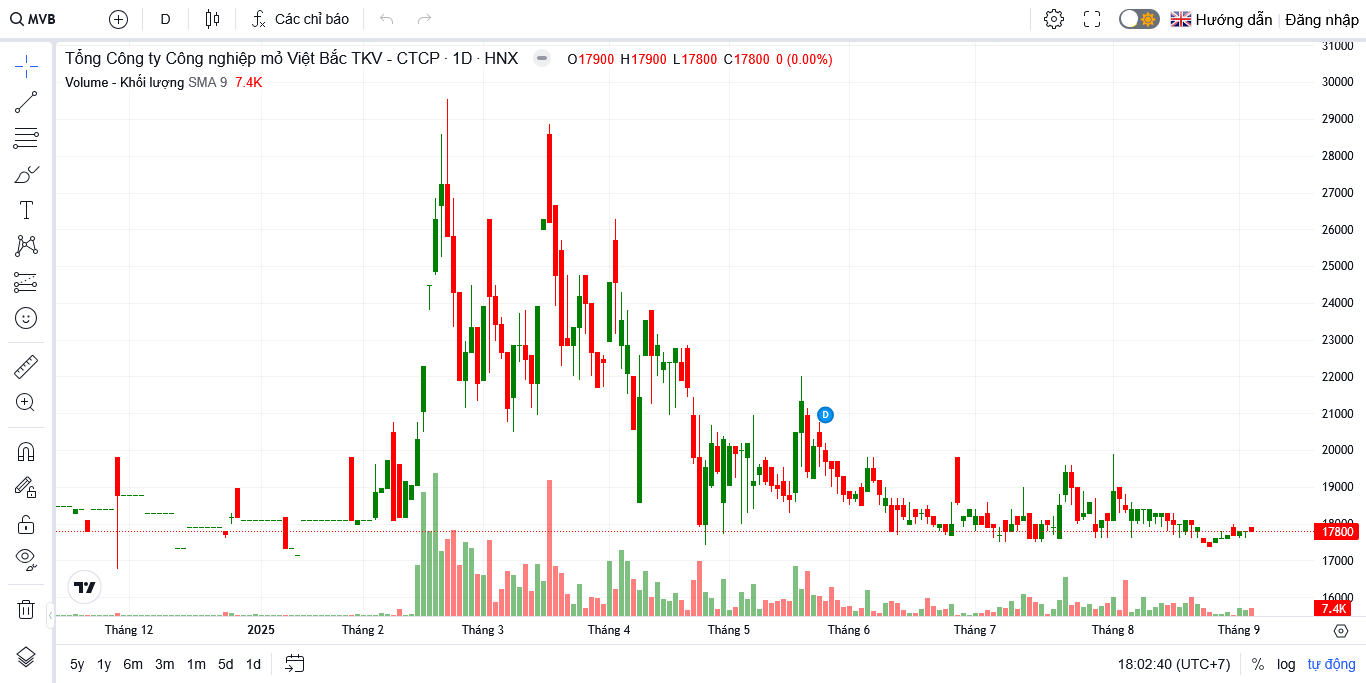 MVB D Các chỉ báo Hướng dẫn Đăng nhập
Tổng Công ty Công nghiệp mỏ Việt Bắc TKV - CTCP · 1D · HNX O17900 H17900 L17800 C17800 0 (0.00%)
Volume - Khối lượng SMA 9 7.4K
31000
30000
29000
28000
27000
26000
25000
24000
23000
22000
21000
D
20000
19000
18000
17800
17000
16000
7.4K
Tháng 12 2025 Tháng 2 Tháng 3 Tháng 4 Tháng 5 Tháng 6 Tháng 7 Tháng 8 Tháng 9
5y 1y 6m 3m 1m 5d 1d 18:02:40 (UTC+7) % log tự động